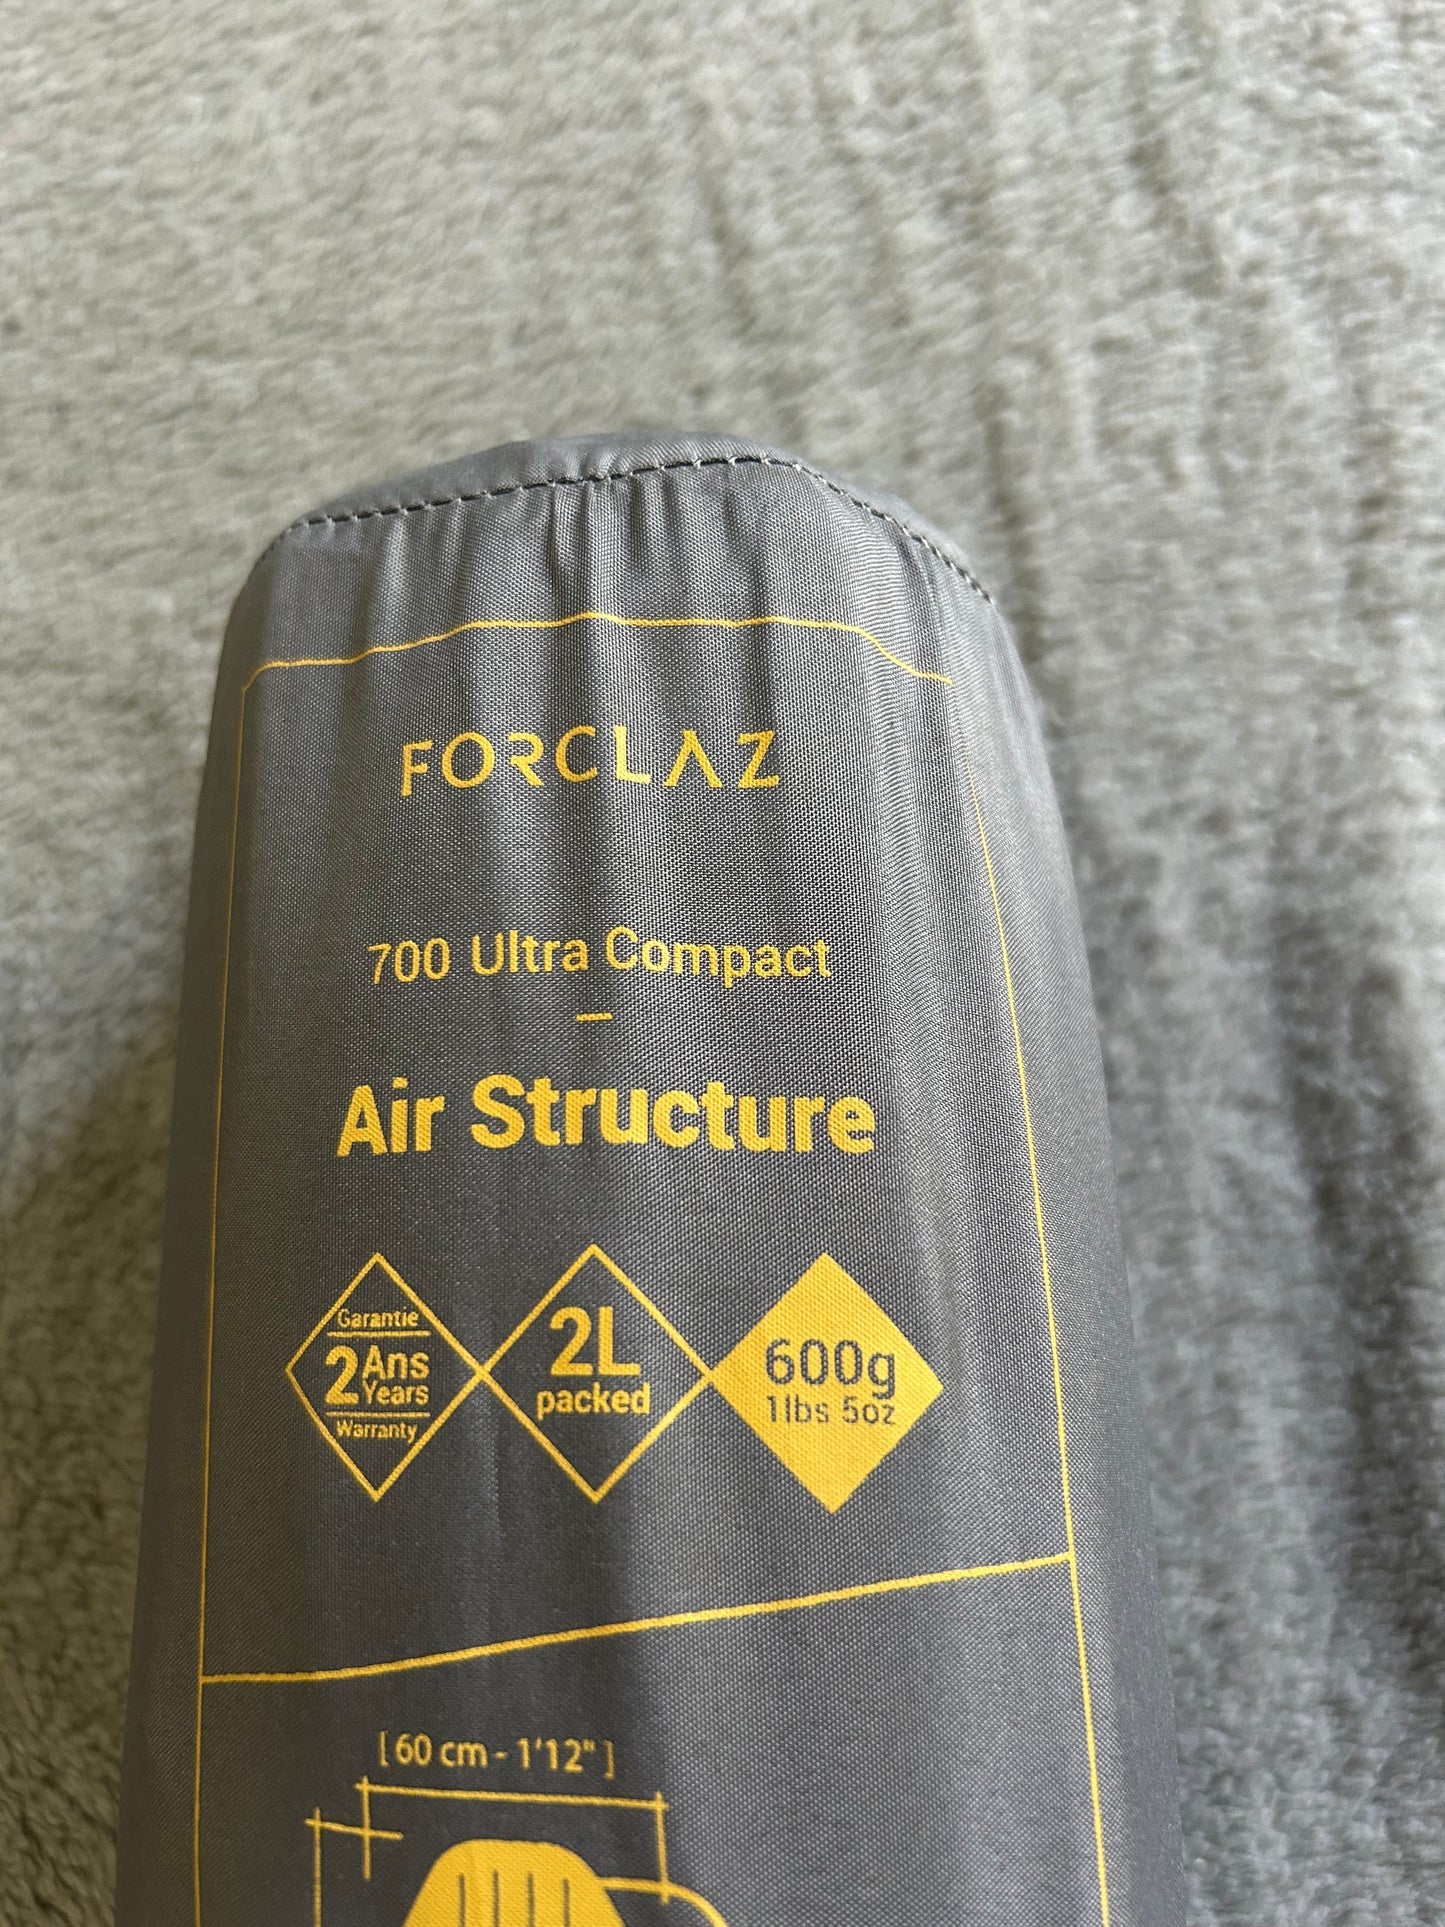 FORCLAZ
700 Ultra Compact
–
Air Structure
Garantie
2 Ans
Years
Warranty
2L
packed
600g
1lbs 5oz
[ 60 cm - 1'12" ]